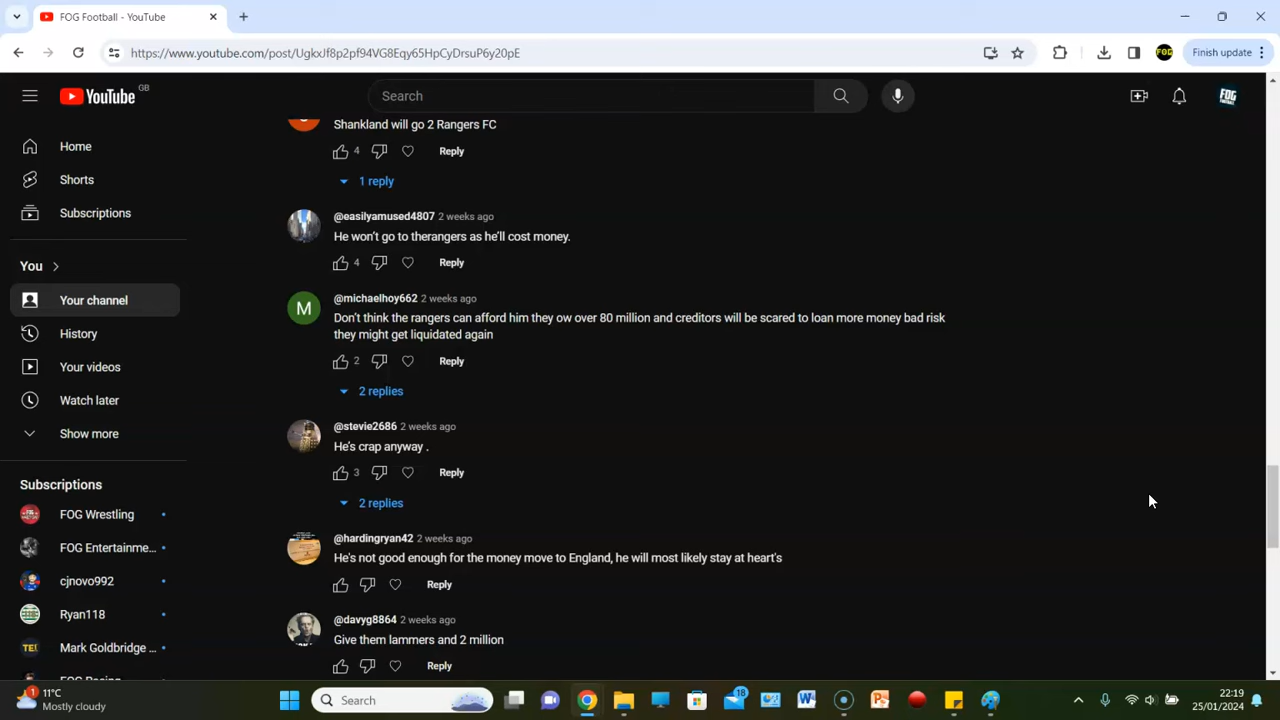 FOG Football - YouTube
https://www.youtube.com/post/UgkxJf8p2pf94VG8Eqy65HpCyDrsuP6y20pE
FOG
Finish update
YouTube GB
Search
FOG
Home
Shorts
Subscriptions
You
Your channel
History
Your videos
Watch later
Show more
Subscriptions
FOG Wrestling
FOG Entertainme...
cjnovo992
Ryan118
Mark Goldbridge ...
Shankland will go 2 Rangers FC
4 Reply
1 reply
@easilyamused4807 2 weeks ago
He won't go to therangers as he'll cost money.
4 Reply
M
@michaelhoy662 2 weeks ago
Don't think the rangers can afford him they ow over 80 million and creditors will be scared to loan more money bad risk
they might get liquidated again
2 Reply
2 replies
@stevie2686 2 weeks ago
He's crap anyway .
3 Reply
2 replies
@hardingryan42 2 weeks ago
He's not good enough for the money move to England, he will most likely stay at heart's
Reply
@davyg8864 2 weeks ago
Give them lammers and 2 million
Reply
1
11°C
Mostly cloudy
Search
18
22:19
25/01/2024